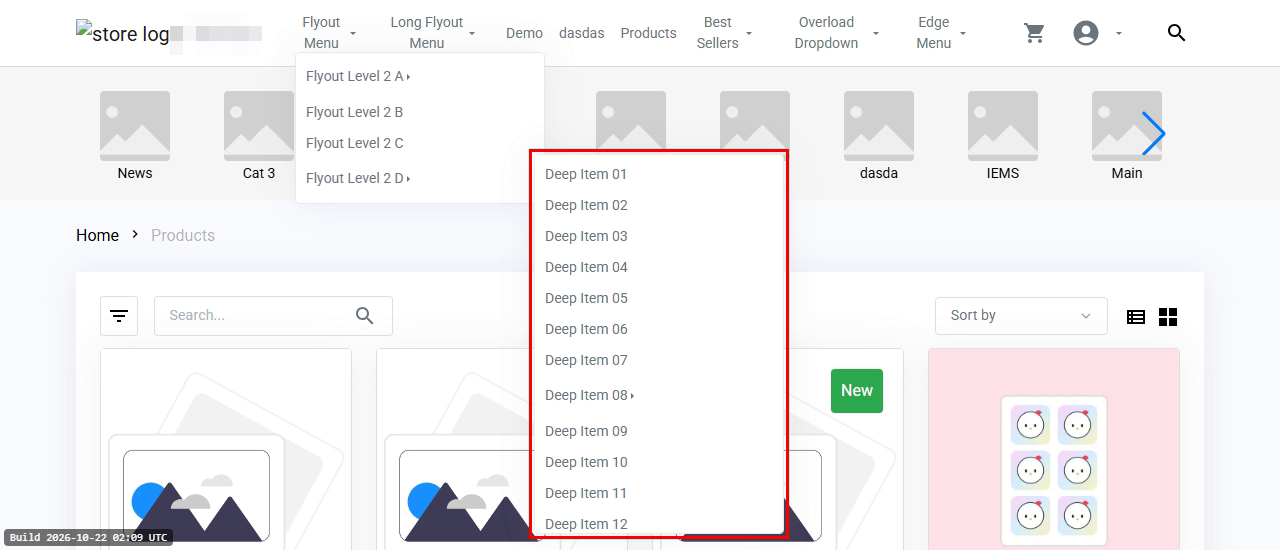 store log
Flyout
Menu
Long Flyout
Menu
Demo
dasdas
Products
Best
Sellers
Overload
Dropdown
Edge
Menu
Flyout Level 2 A
Flyout Level 2 B
Flyout Level 2 C
Flyout Level 2 D
News
Cat 3
dasda
IEMS
Main
Deep Item 01
Deep Item 02
Deep Item 03
Deep Item 04
Deep Item 05
Deep Item 06
Deep Item 07
Deep Item 08
Deep Item 09
Deep Item 10
Deep Item 11
Deep Item 12
Home
Products
Search...
Sort by
New
Build 2026-10-22 02:09 UTC